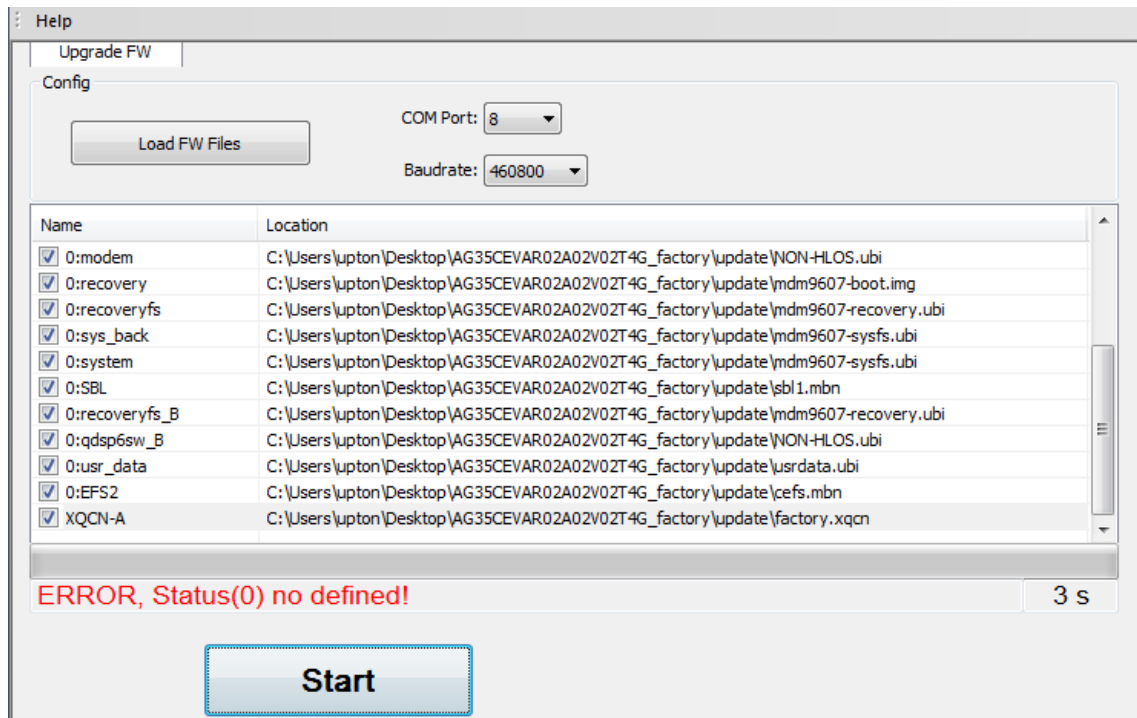 Help
Upgrade FW
Config
Load FW Files
COM Port: 8
Baudrate: 460800
Name Location
0:modem C:\Users\upton\Desktop\AG35CEVAR02A02V02T4G_factory\update\NON-HLOS.ubi
0:recovery C:\Users\upton\Desktop\AG35CEVAR02A02V02T4G_factory\update\mdm9607-boot.img
0:recoveryfs C:\Users\upton\Desktop\AG35CEVAR02A02V02T4G_factory\update\mdm9607-recovery.ubi
0:sys_back C:\Users\upton\Desktop\AG35CEVAR02A02V02T4G_factory\update\mdm9607-sysfs.ubi
0:system C:\Users\upton\Desktop\AG35CEVAR02A02V02T4G_factory\update\mdm9607-sysfs.ubi
0:SBL C:\Users\upton\Desktop\AG35CEVAR02A02V02T4G_factory\update\sbl1.mbn
0:recoveryfs_B C:\Users\upton\Desktop\AG35CEVAR02A02V02T4G_factory\update\mdm9607-recovery.ubi
0:qdsp6sw_B C:\Users\upton\Desktop\AG35CEVAR02A02V02T4G_factory\update\NON-HLOS.ubi
0:usr_data C:\Users\upton\Desktop\AG35CEVAR02A02V02T4G_factory\update\usrdata.ubi
0:EFS2 C:\Users\upton\Desktop\AG35CEVAR02A02V02T4G_factory\update\cefs.mbn
XQCN-A C:\Users\upton\Desktop\AG35CEVAR02A02V02T4G_factory\update\factory.xqcn
ERROR, Status(0) no defined! 3 s
Start